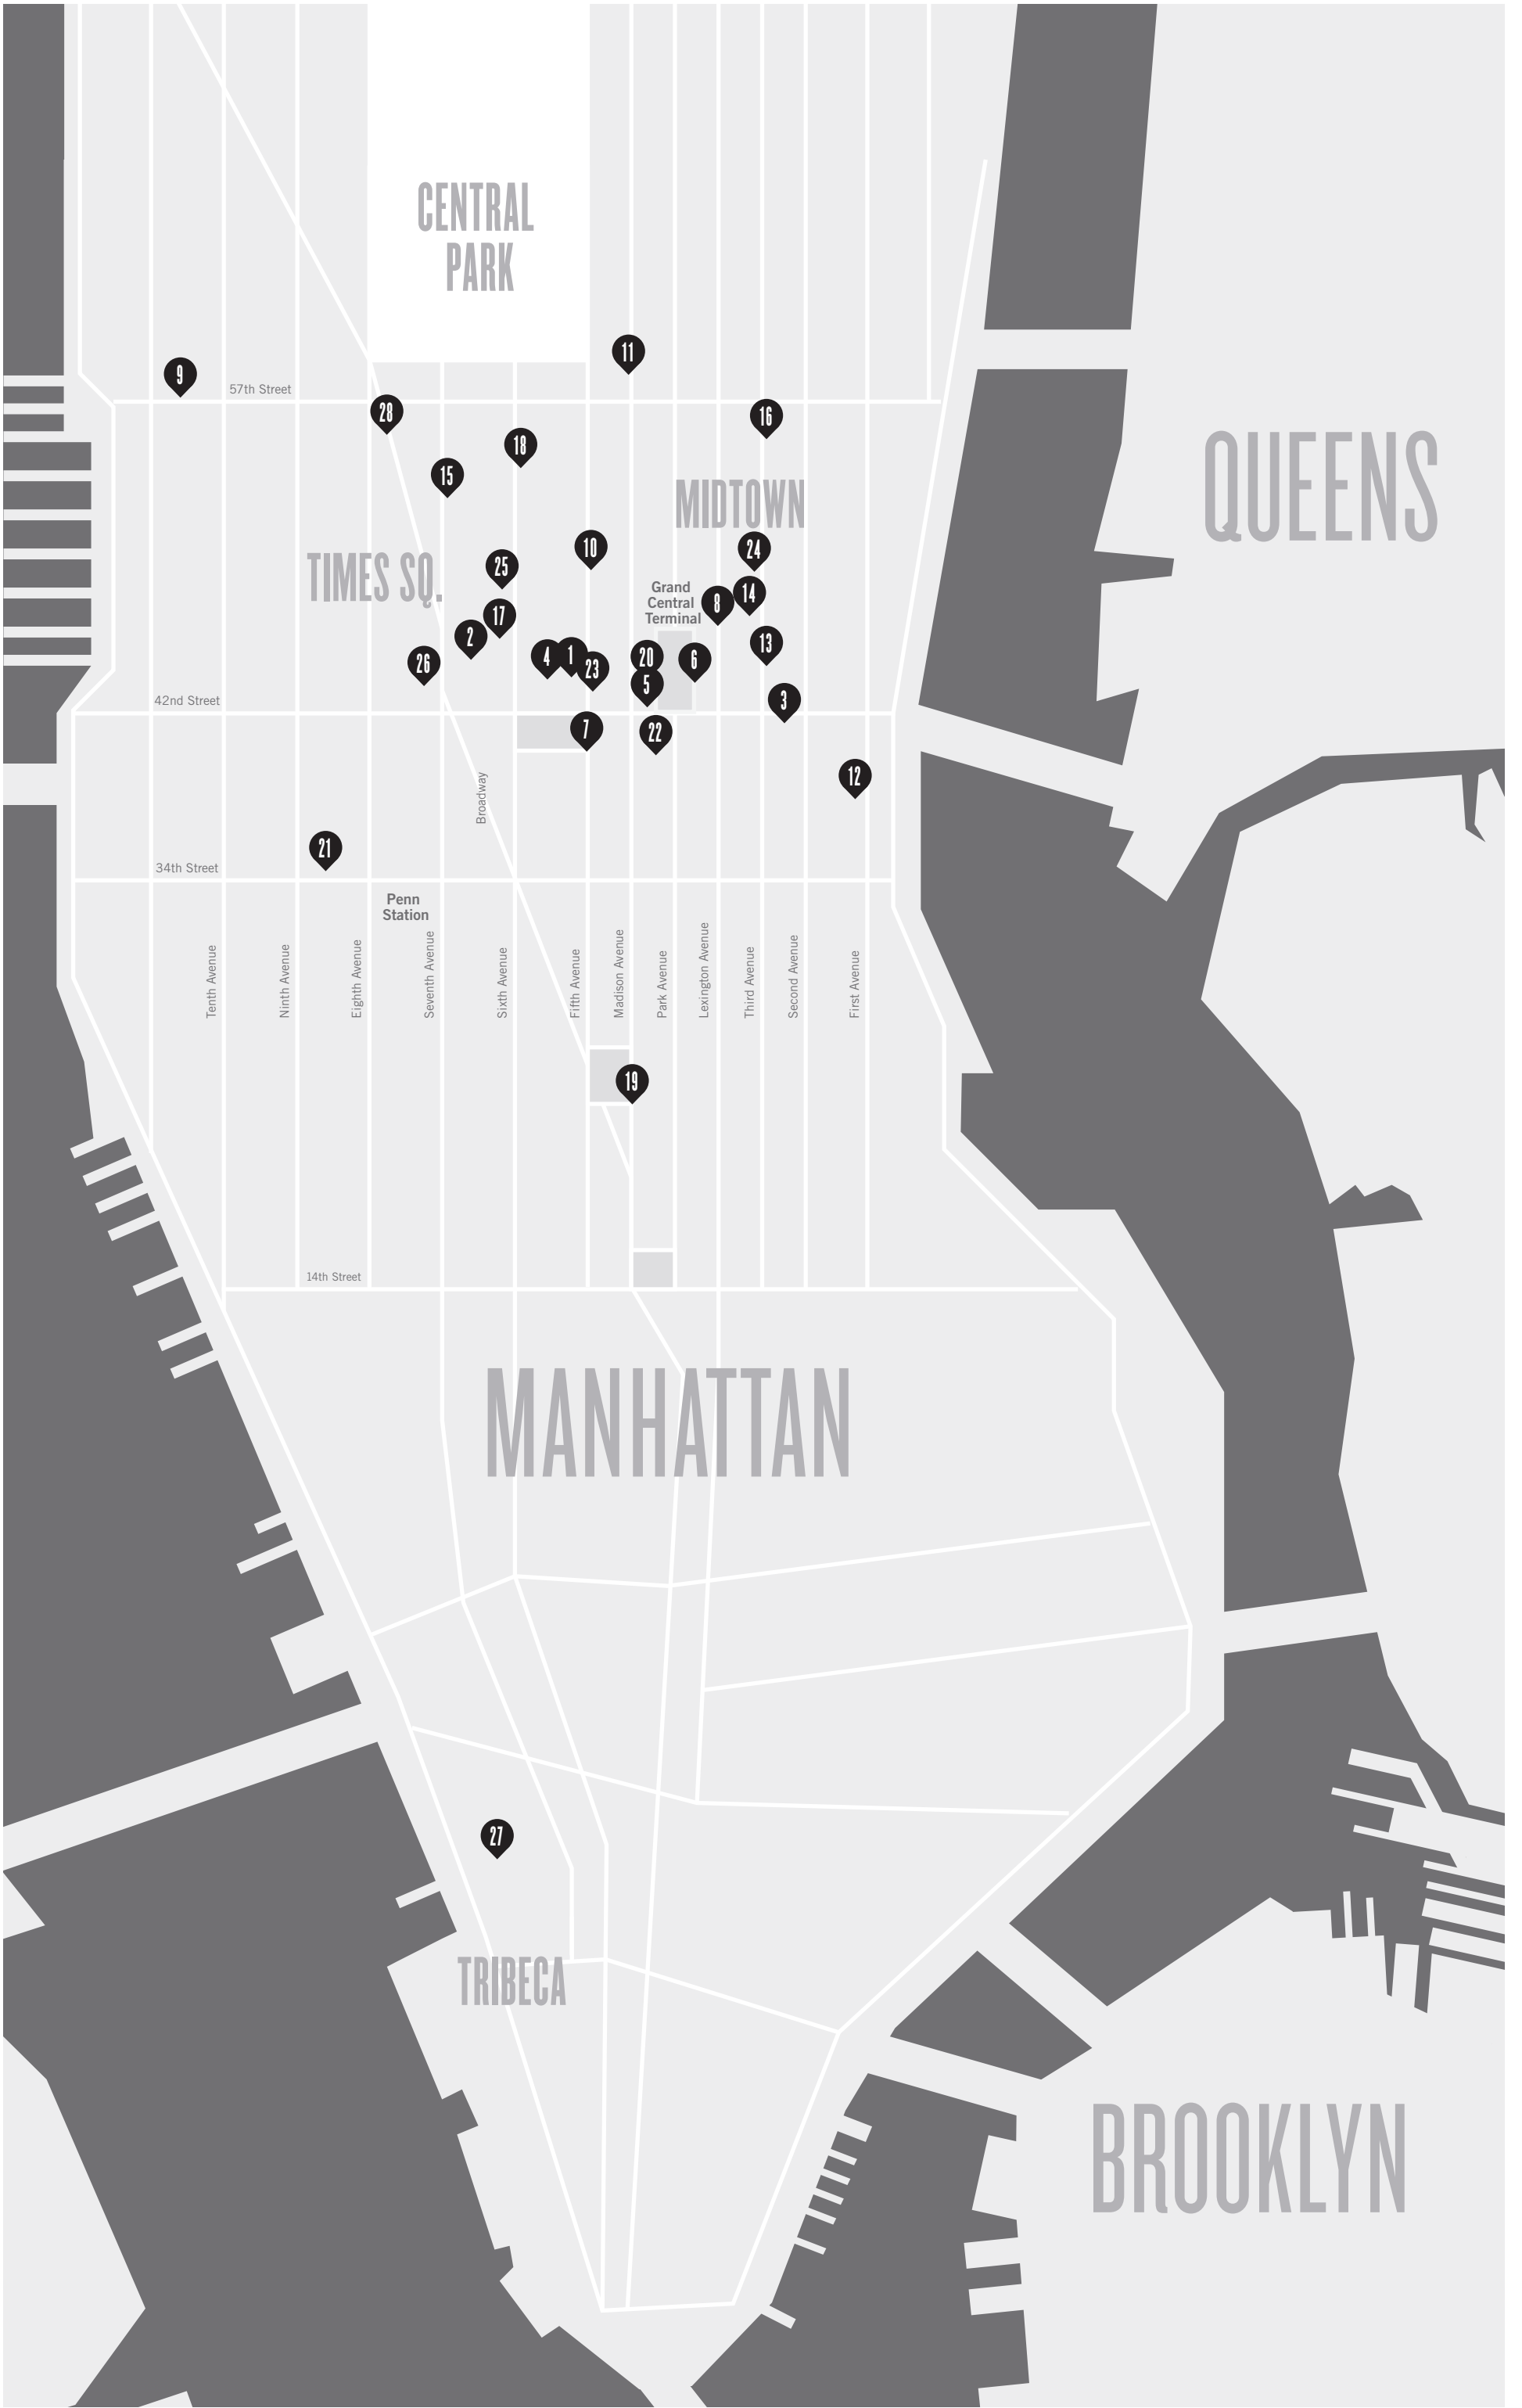 CENTRAL
PARK
11
9
57th Street
28
16
18
15
QUEENS
MIDTOWN
10
24
25
TIMES SQ.
Grand
Central
Terminal
14
8
17
2
13
4
1
20
6
26
23
5
42nd Street
3
7
22
12
Broadway
21
34th Street
Penn
Station
Tenth Avenue
Ninth Avenue
Eighth Avenue
Seventh Avenue
Sixth Avenue
Fifth Avenue
Madison Avenue
Park Avenue
Lexington Avenue
Third Avenue
Second Avenue
First Avenue
19
14th Street
MANHATTAN
27
TRIBECA
BROOKLYN